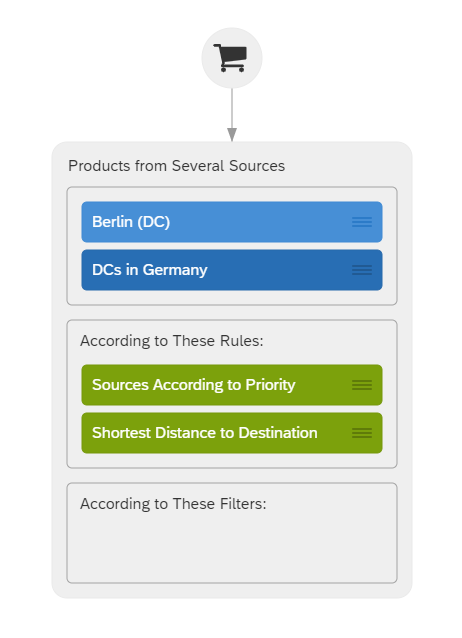 Products from Several Sources
Berlin (DC)
DCs in Germany
According to These Rules:
Sources According to Priority
Shortest Distance to Destination
According to These Filters: